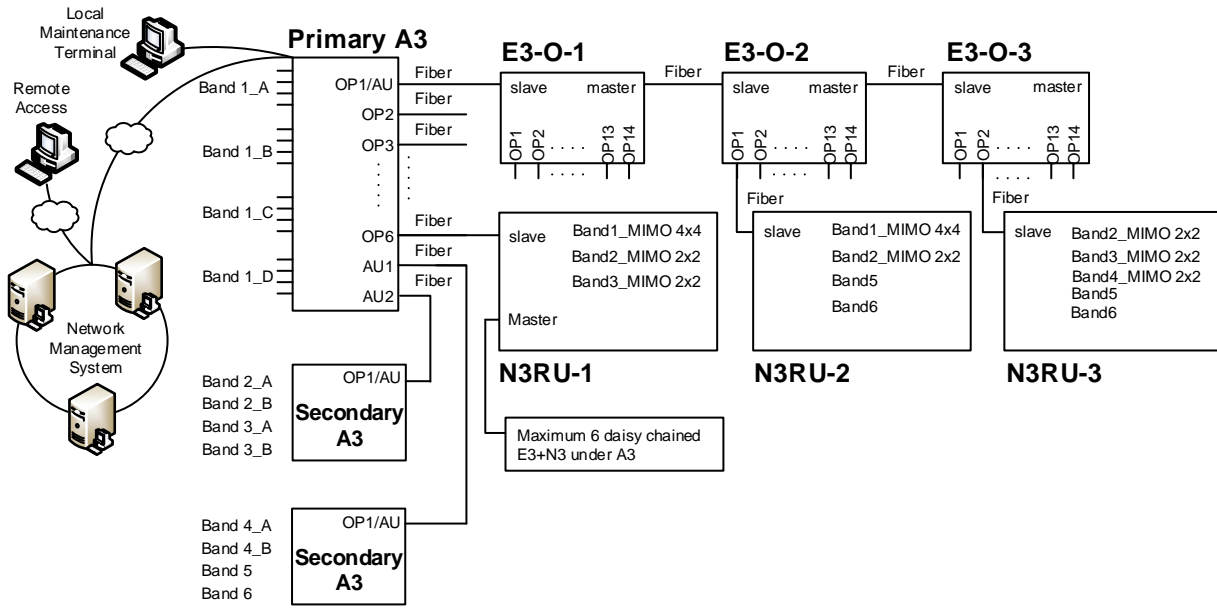 Local
Maintenance
Terminal
Remote
Access
Network
Management
System
Primary A3
Band 1_A
Band 1_B
Band 1_C
Band 1_D
OP1/AU
OP2
OP3
OP6
AU1
AU2
Fiber
Fiber
Fiber
Fiber
Fiber
Fiber
E3-O-1
slave master
OP1
OP2
OP13
OP14
Fiber
E3-O-2
slave master
OP1
OP2
OP13
OP14
Fiber
E3-O-3
slave master
OP1
OP2
OP13
OP14
Fiber
Fiber
slave
Band1_MIMO 4x4
Band2_MIMO 2x2
Band3_MIMO 2x2
Master
N3RU-1
slave
Band1_MIMO 4x4
Band2_MIMO 2x2
Band5
Band6
N3RU-2
slave
Band2_MIMO 2x2
Band3_MIMO 2x2
Band4_MIMO 2x2
Band5
Band6
N3RU-3
Band 2_A
Band 2_B
Band 3_A
Band 3_B
OP1/AU
Secondary
A3
Maximum 6 daisy chained
E3+N3 under A3
Band 4_A
Band 4_B
Band 5
Band 6
OP1/AU
Secondary
A3